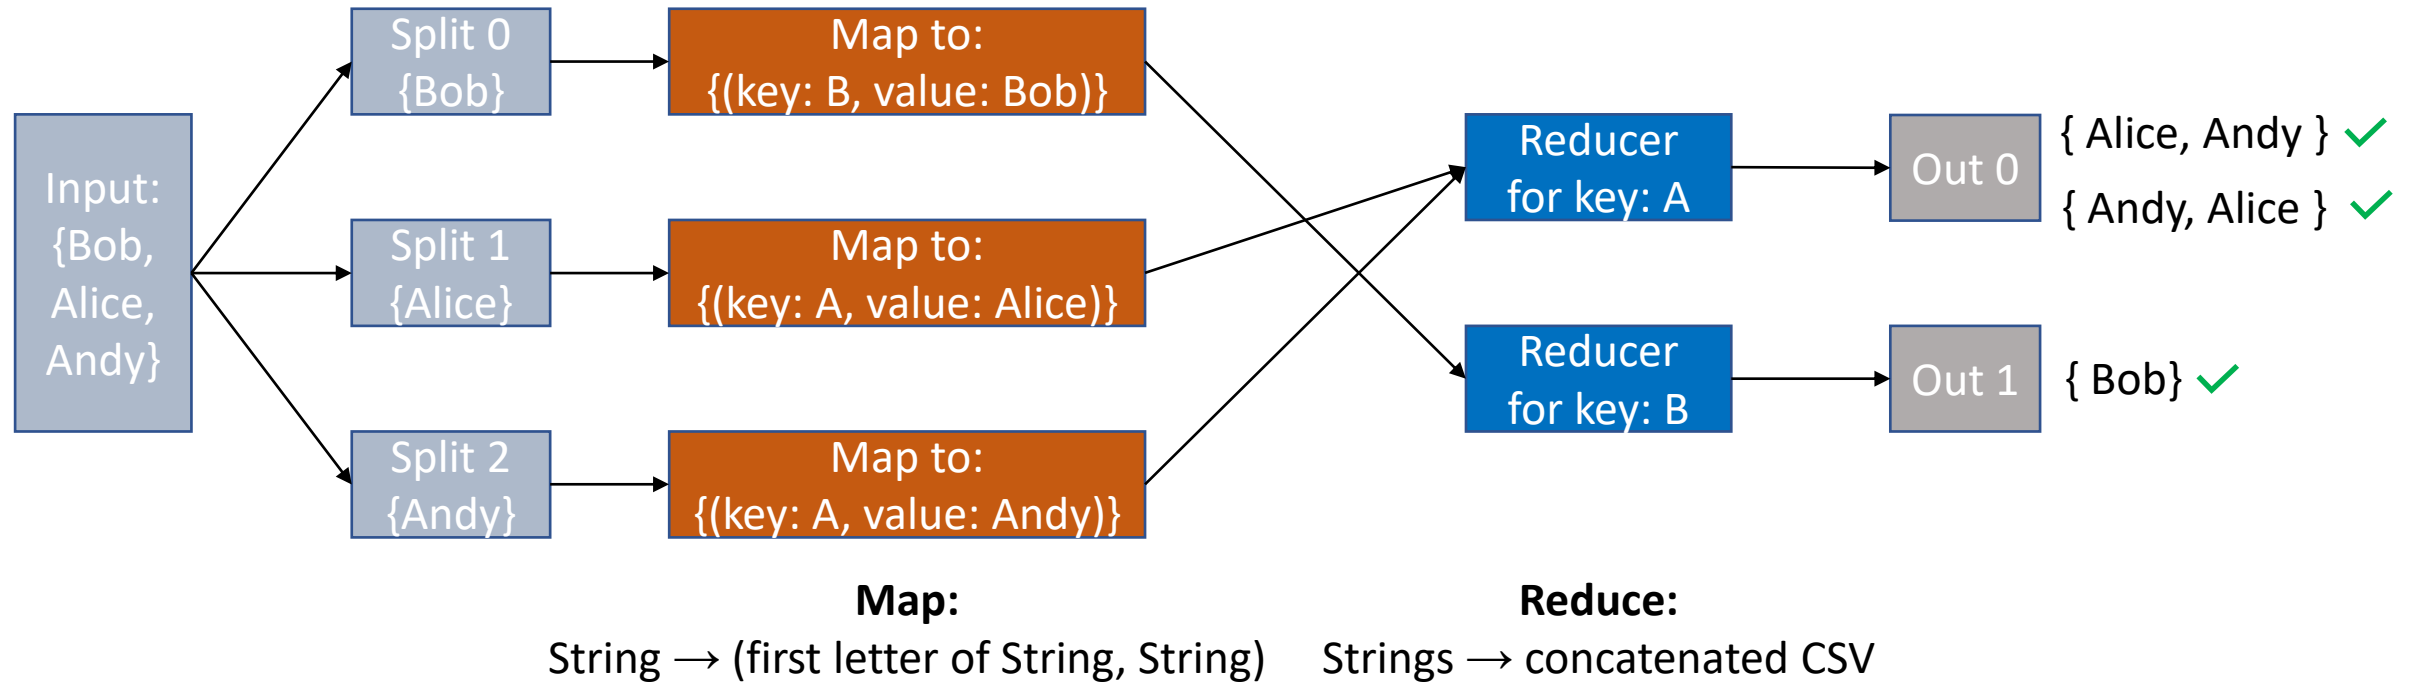 Input:
{Bob,
Alice,
Andy}
Split 0
{Bob}
Split 1
{Alice}
Split 2
{Andy}
Map to:
{(key: B, value: Bob)}
Map to:
{(key: A, value: Alice)}
Map to:
{(key: A, value: Andy)}
Reducer
for key: A
Reducer
for key: B
Out 0
{ Alice, Andy } ✓
{ Andy, Alice } ✓
Out 1
{ Bob} ✓
Map:
String → (first letter of String, String)
Reduce:
Strings → concatenated CSV